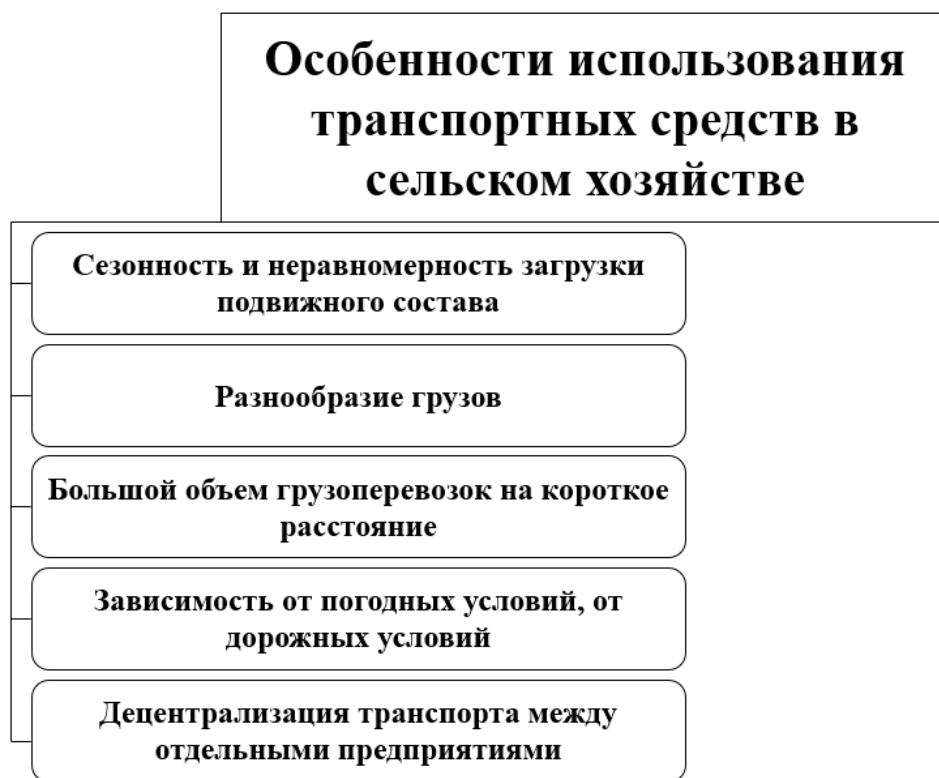 Особенности использования
транспортных средств в
сельском хозяйстве
Сезонность и неравномерность загрузки
подвижного состава
Разнообразие грузов
Большой объем грузоперевозок на короткое
расстояние
Зависимость от погодных условий, от
дорожных условий
Децентрализация транспорта между
отдельными предприятиями